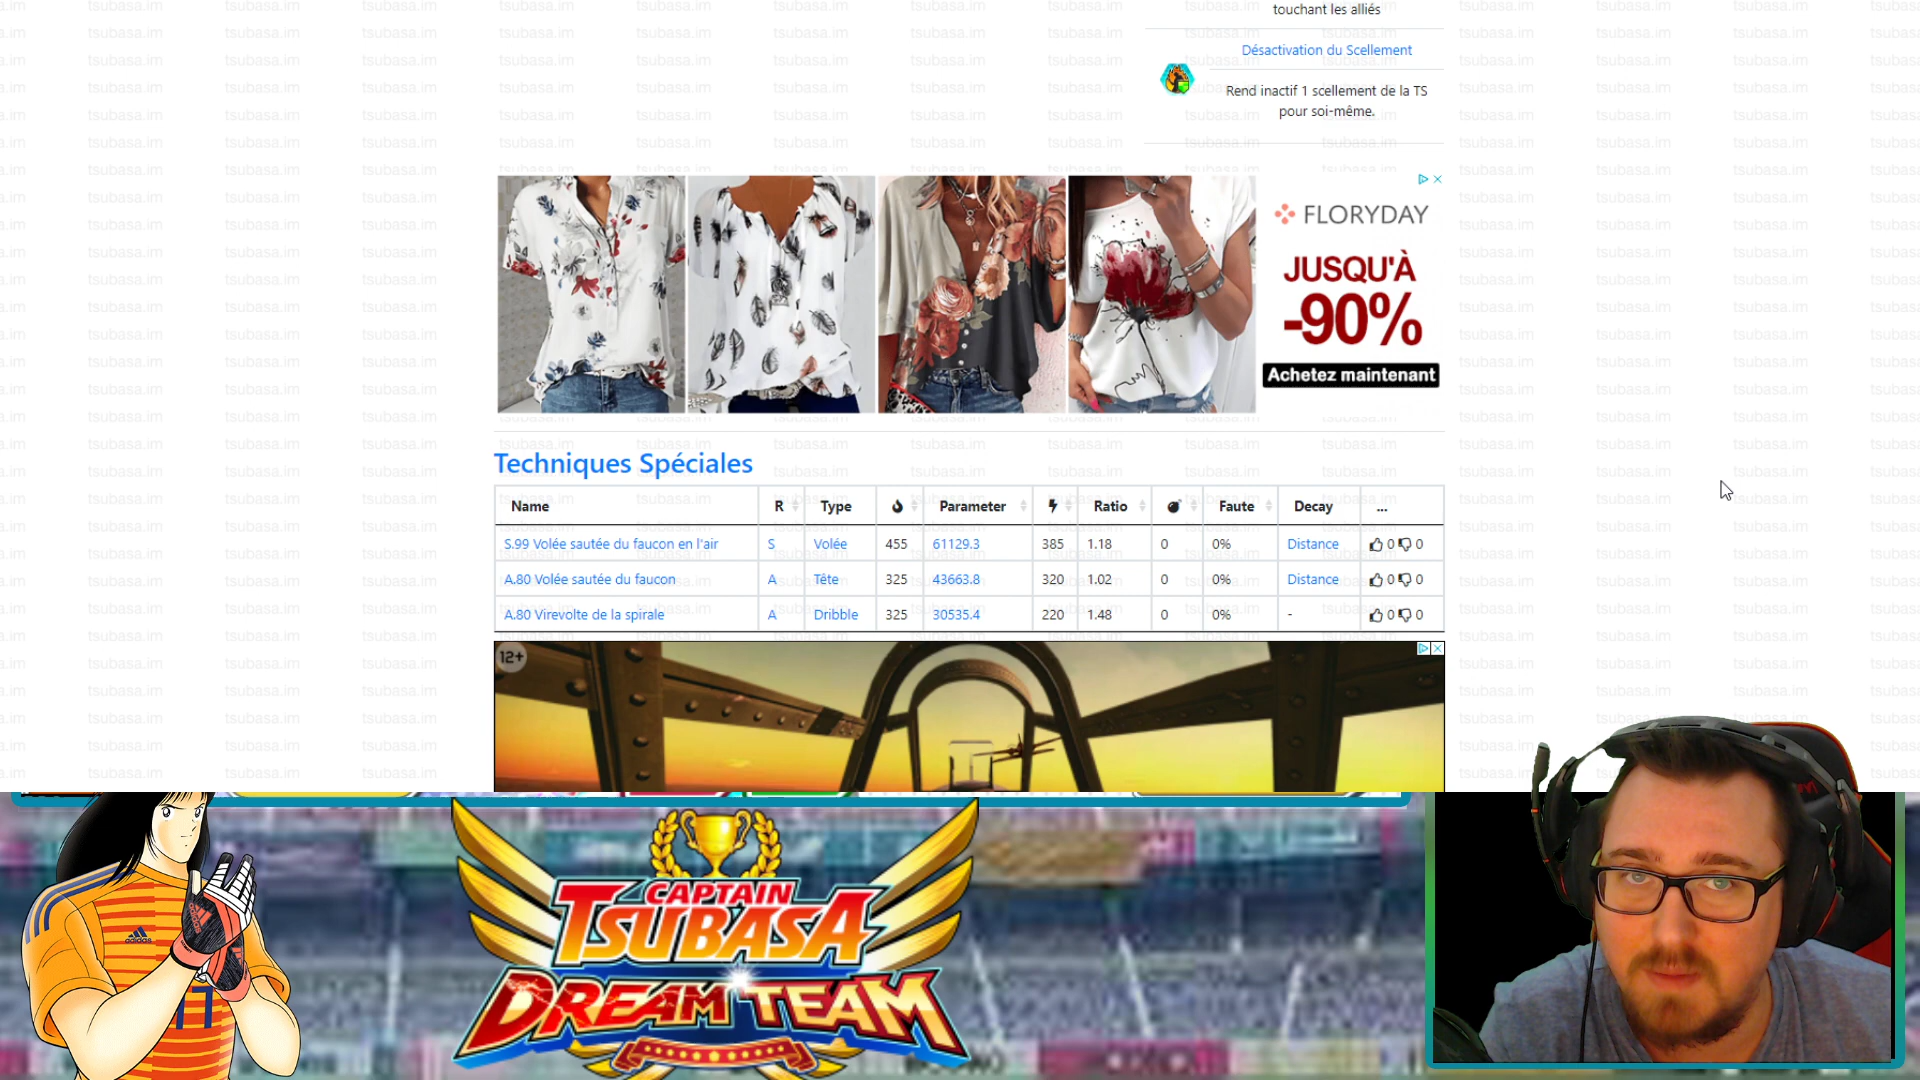 touchant les alliés
Désactivation du Scellement
Rend inactif 1 scellement de la TS
pour soi-même.
FLORYDAY
JUSQU'À
-90%
Achetez maintenant
Techniques Spéciales
Name R Type Parameter Ratio Faute Decay ...
S.99 Volée sautée du faucon en l'air S Volée 455 61129.3 385 1.18 0 0% Distance 0 0
A.80 Volée sautée du faucon A Tête 325 43663.8 320 1.02 0 0% Distance 0 0
A.80 Virevolte de la spirale A Dribble 325 30535.4 220 1.48 0 0% - 0 0
12+
adidas
17
CAPTAIN
TSUBASA
DREAM TEAM
tsubasa.im